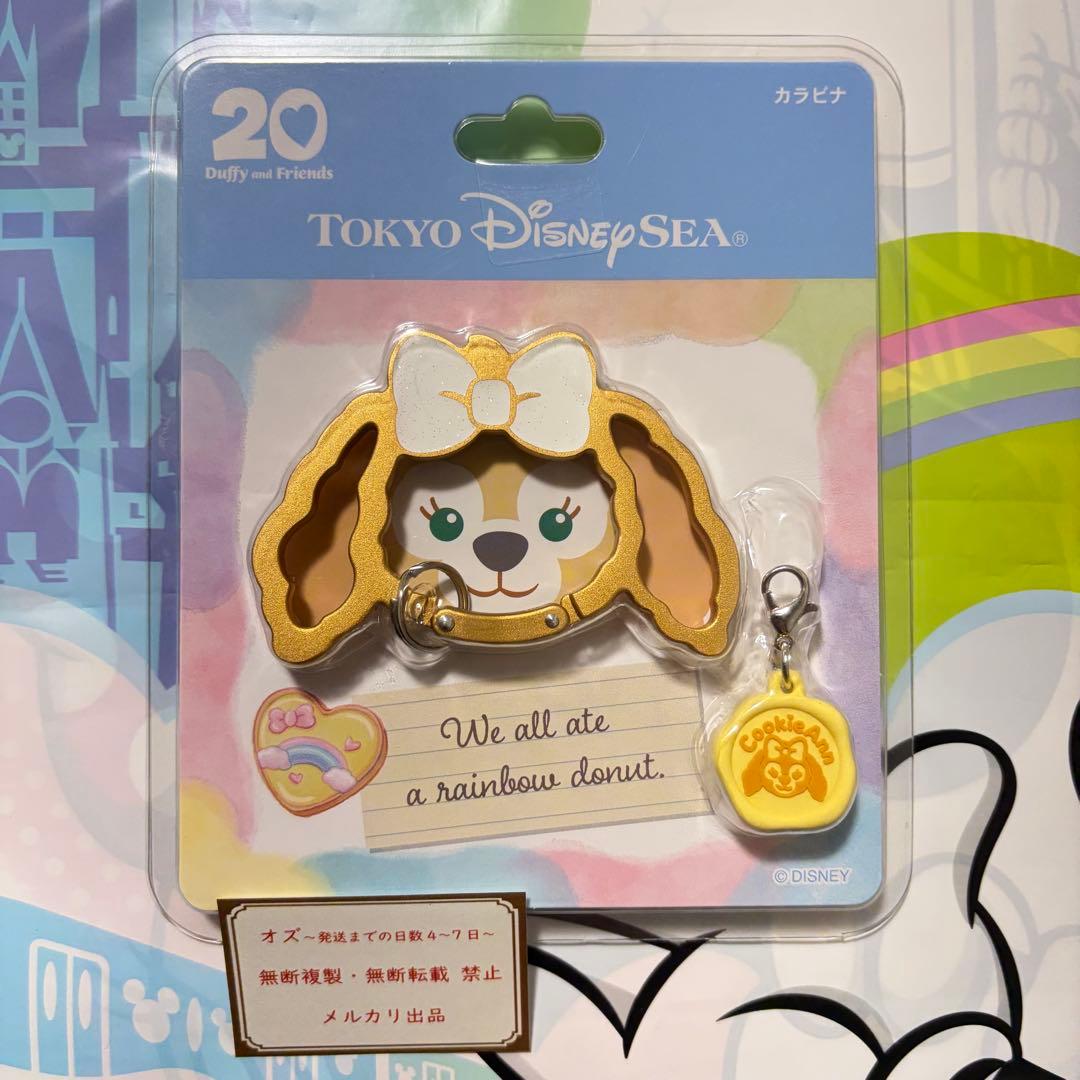 20
Duffy and Friends
カラビナ
TOKYO DISNEY SEA®
We all ate
a rainbow donut.
CookieAnn
© DISNEY
オズ～発送までの日数4～7日～
無断複製・無断転載 禁止
メルカリ出品